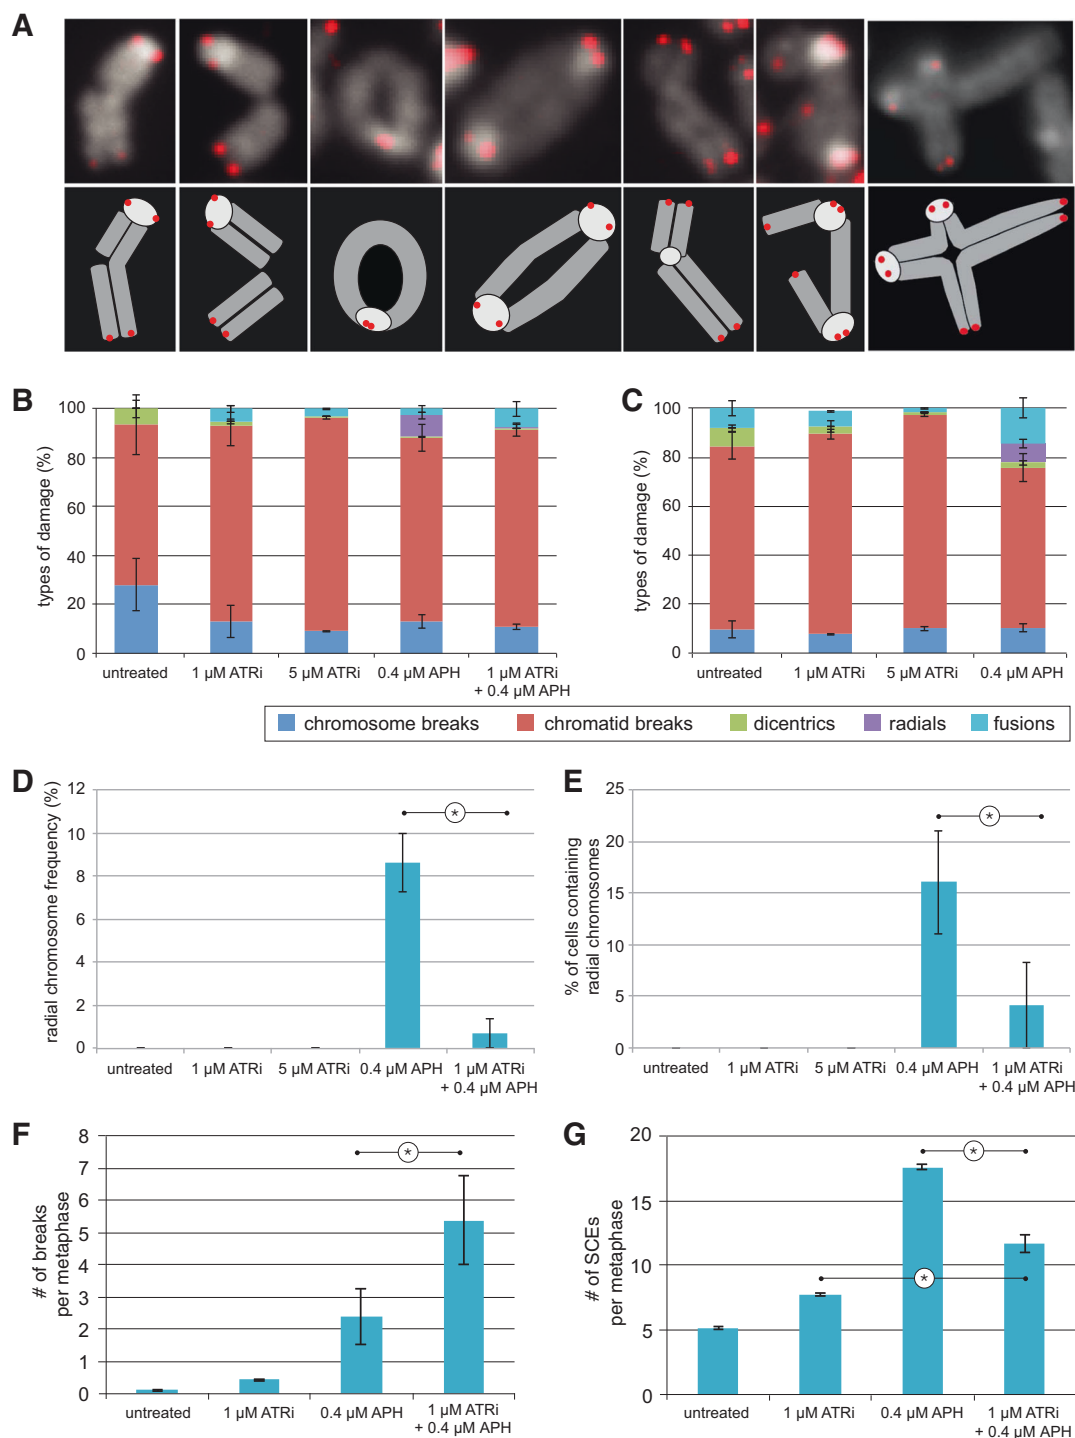 A
B
C
types of damage (%)
100
80
60
40
20
0
untreated
1 µM ATRi
5 µM ATRi
0.4 µM APH
1 µM ATRi
+ 0.4 µM APH
types of damage (%)
100
80
60
40
20
0
untreated
1 µM ATRi
5 µM ATRi
0.4 µM APH
chromosome breaks
chromatid breaks
dicentrics
radials
fusions
D
radial chromosome frequency (%)
12
10
8
6
4
2
0
*
untreated
1 µM ATRi
5 µM ATRi
0.4 µM APH
1 µM ATRi
+ 0.4 µM APH
E
% of cells containing
radial chromosomes
25
20
15
10
5
0
*
untreated
1 µM ATRi
5 µM ATRi
0.4 µM APH
1 µM ATRi
+ 0.4 µM APH
F
# of breaks
per metaphase
8
7
6
5
4
3
2
1
0
*
untreated
1 µM ATRi
0.4 µM APH
1 µM ATRi
+ 0.4 µM APH
G
# of SCEs
per metaphase
20
15
10
5
0
*
*
untreated
1 µM ATRi
0.4 µM APH
1 µM ATRi
+ 0.4 µM APH